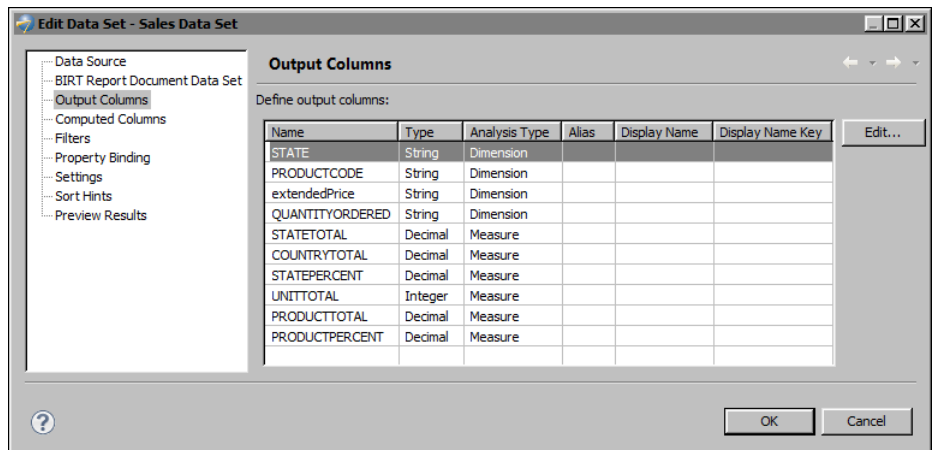 Edit Data Set - Sales Data Set
Data Source
BIRT Report Document Data Set
Output Columns
Computed Columns
Filters
Property Binding
Settings
Sort Hints
Preview Results
Output Columns
Define output columns:
Name Type Analysis Type Alias Display Name Display Name Key
STATE String Dimension
PRODUCTCODE String Dimension
extendedPrice String Dimension
QUANTITYORDERED String Dimension
STATETOTAL Decimal Measure
COUNTRYTOTAL Decimal Measure
STATEPERCENT Decimal Measure
UNITTOTAL Integer Measure
PRODUCTTOTAL Decimal Measure
PRODUCTPERCENT Decimal Measure
Edit...
OK Cancel